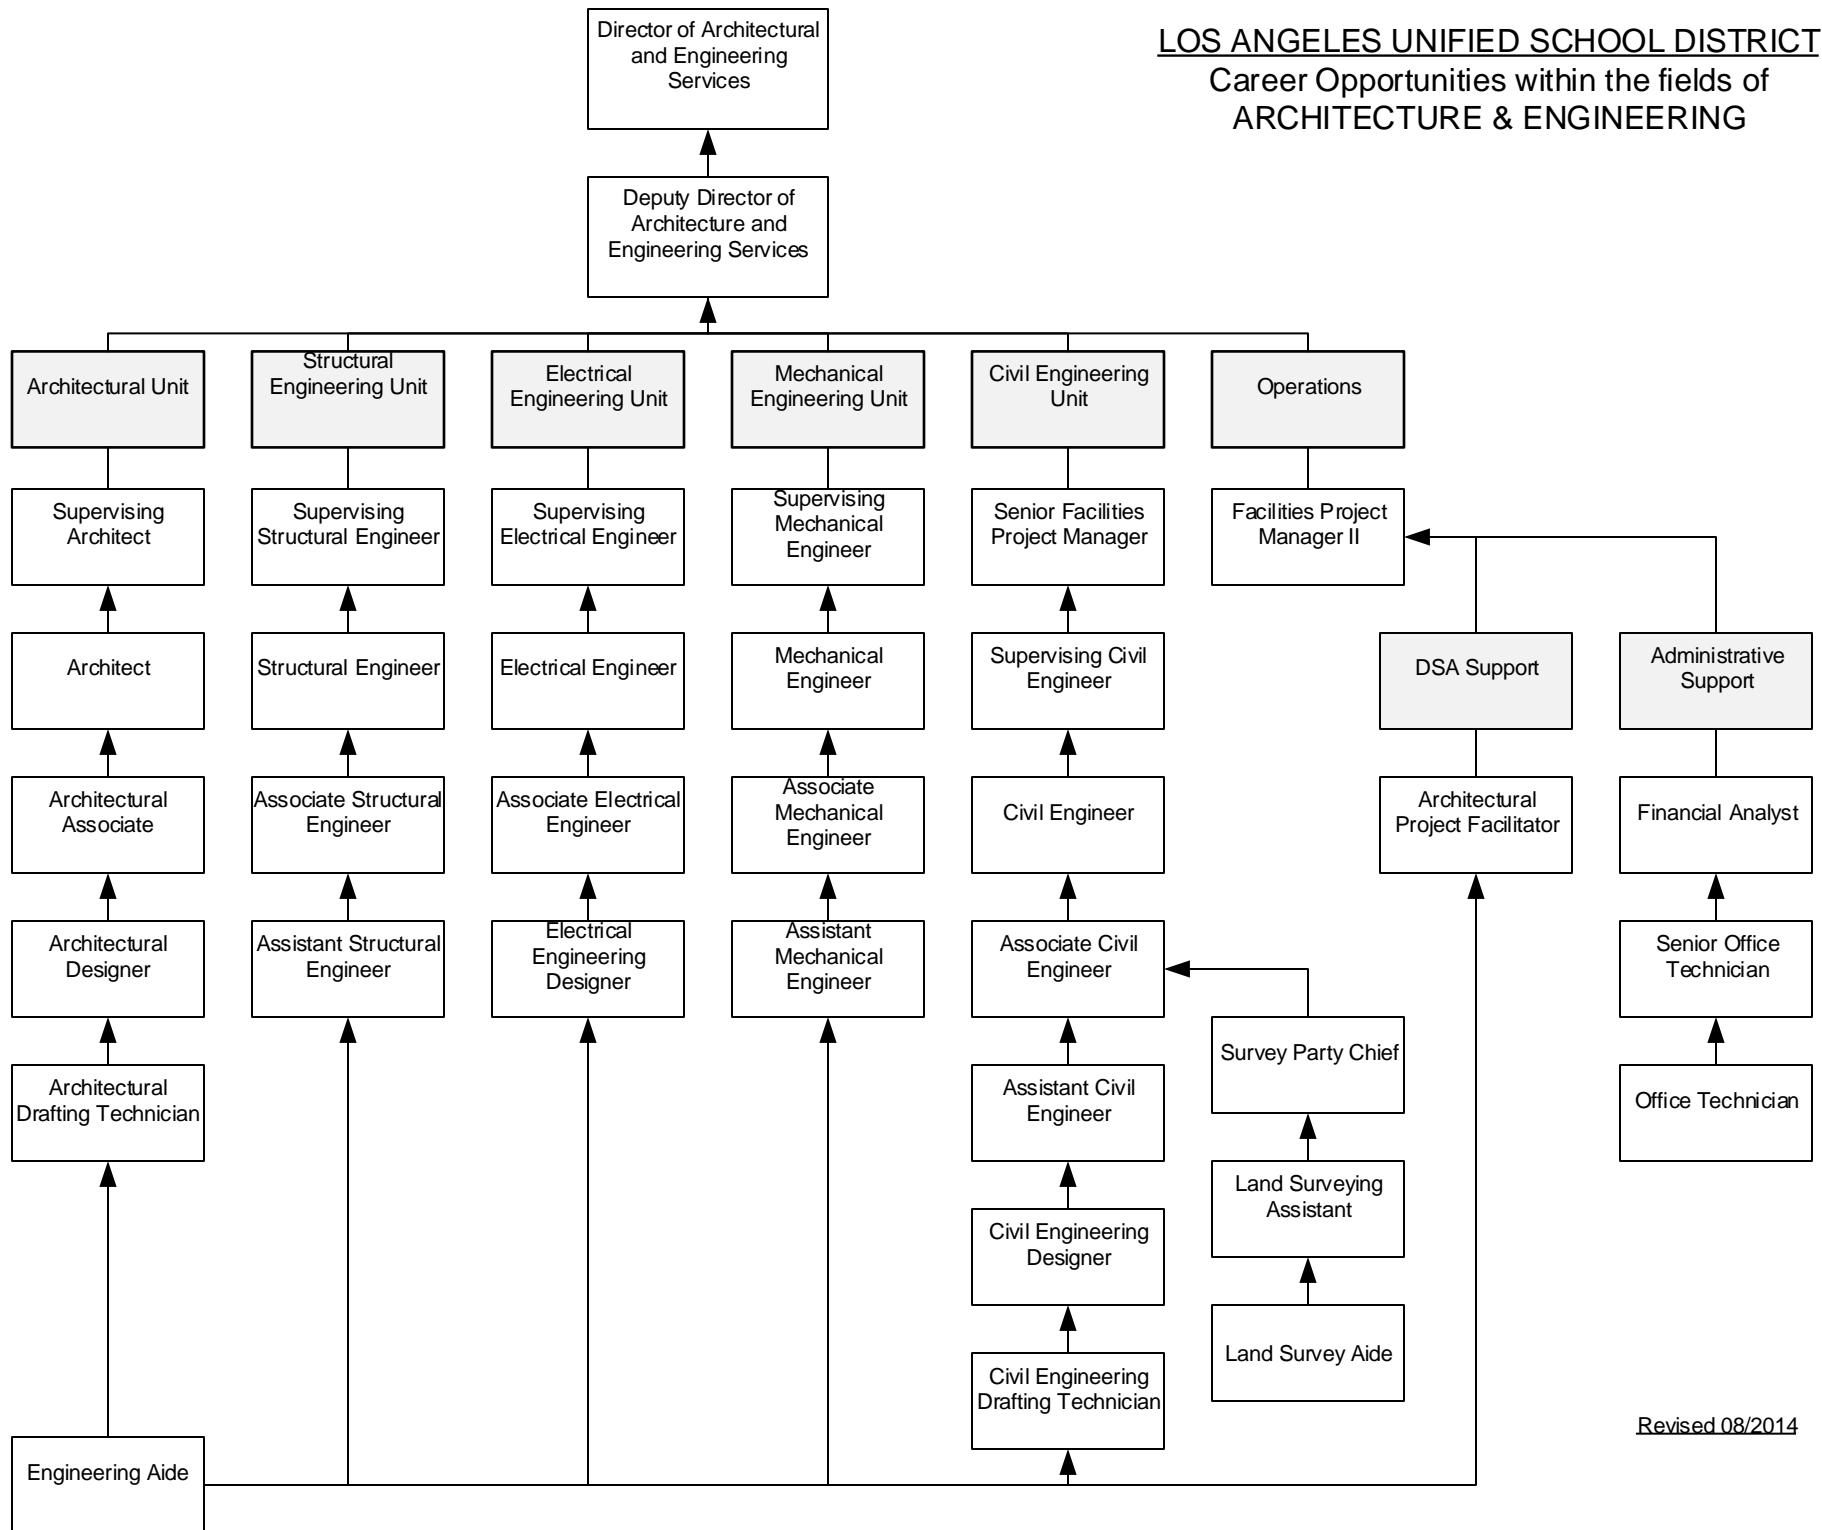 LOS ANGELES UNIFIED SCHOOL DISTRICT
Career Opportunities within the fields of
ARCHITECTURE & ENGINEERING
Director of Architectural
and Engineering
Services
Deputy Director of
Architecture and
Engineering Services
Architectural Unit
Structural
Engineering Unit
Electrical
Engineering Unit
Mechanical
Engineering Unit
Civil Engineering
Unit
Operations
Supervising
Architect
Supervising
Structural Engineer
Supervising
Electrical Engineer
Supervising
Mechanical
Engineer
Senior Facilities
Project Manager
Facilities Project
Manager II
Architect
Structural Engineer
Electrical Engineer
Mechanical
Engineer
Supervising Civil
Engineer
DSA Support
Administrative
Support
Architectural
Associate
Associate Structural
Engineer
Associate Electrical
Engineer
Associate
Mechanical
Engineer
Civil Engineer
Architectural
Project Facilitator
Financial Analyst
Architectural
Designer
Assistant Structural
Engineer
Electrical
Engineering
Designer
Assistant
Mechanical
Engineer
Associate Civil
Engineer
Senior Office
Technician
Survey Party Chief
Architectural
Drafting Technician
Assistant Civil
Engineer
Office Technician
Land Surveying
Assistant
Civil Engineering
Designer
Land Survey Aide
Civil Engineering
Drafting Technician
Revised 08/2014
Engineering Aide